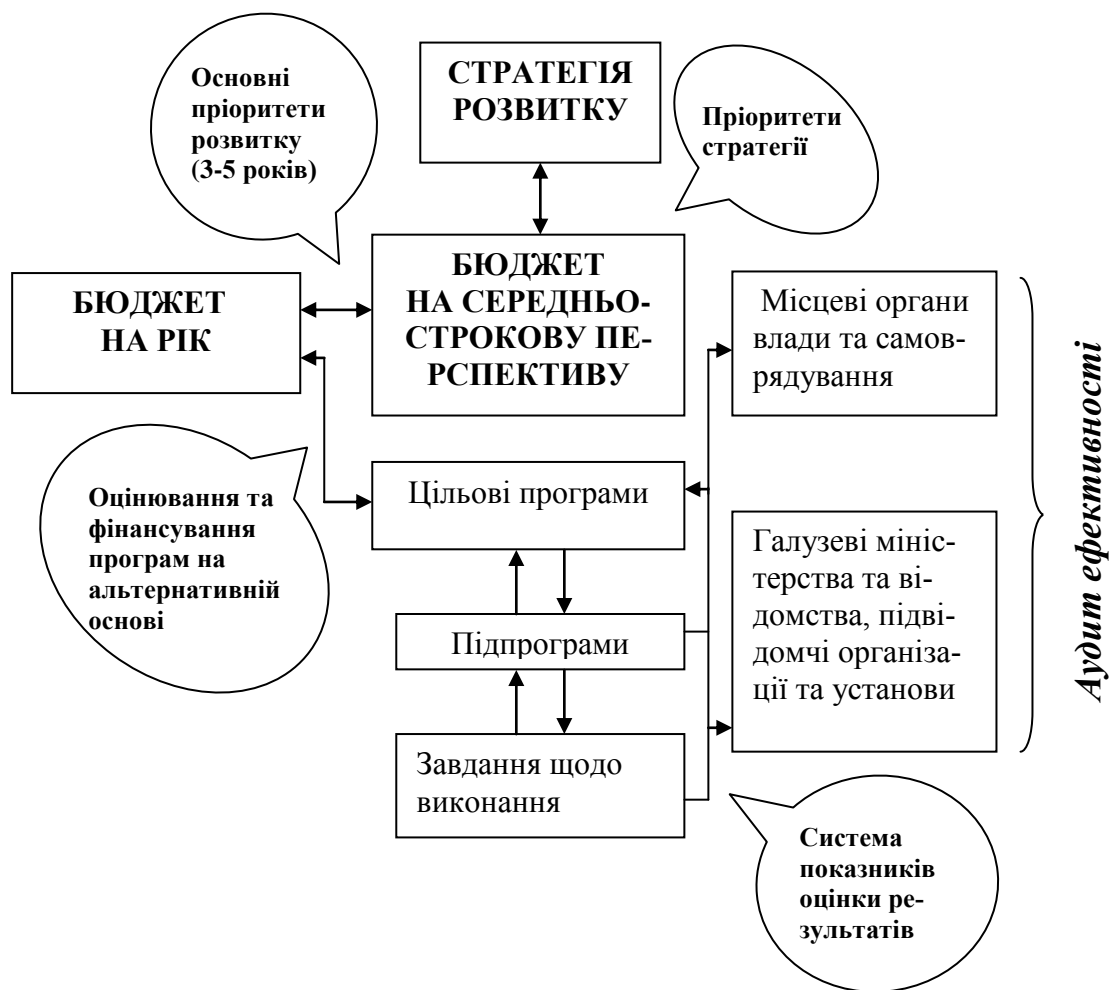 Основні
пріоритети
розвитку
(3-5 років)
СТРАТЕГІЯ
РОЗВИТКУ
Пріоритети
стратегії
БЮДЖЕТ
НА РІК
БЮДЖЕТ
НА СЕРЕДНЬО-
СТРОКОВУ ПЕ-
РСПЕКТИВУ
Місцеві органи
влади та самов-
рядування
Оцінювання та
фінансування
програм на
альтернативній
основі
Цільові програми
Підпрограми
Завдання щодо
виконання
Галузеві мініс-
терства та ві-
домства, підві-
домчі організа-
ції та установи
Аудит ефективності
Система
показників
оцінки ре-
зультатів